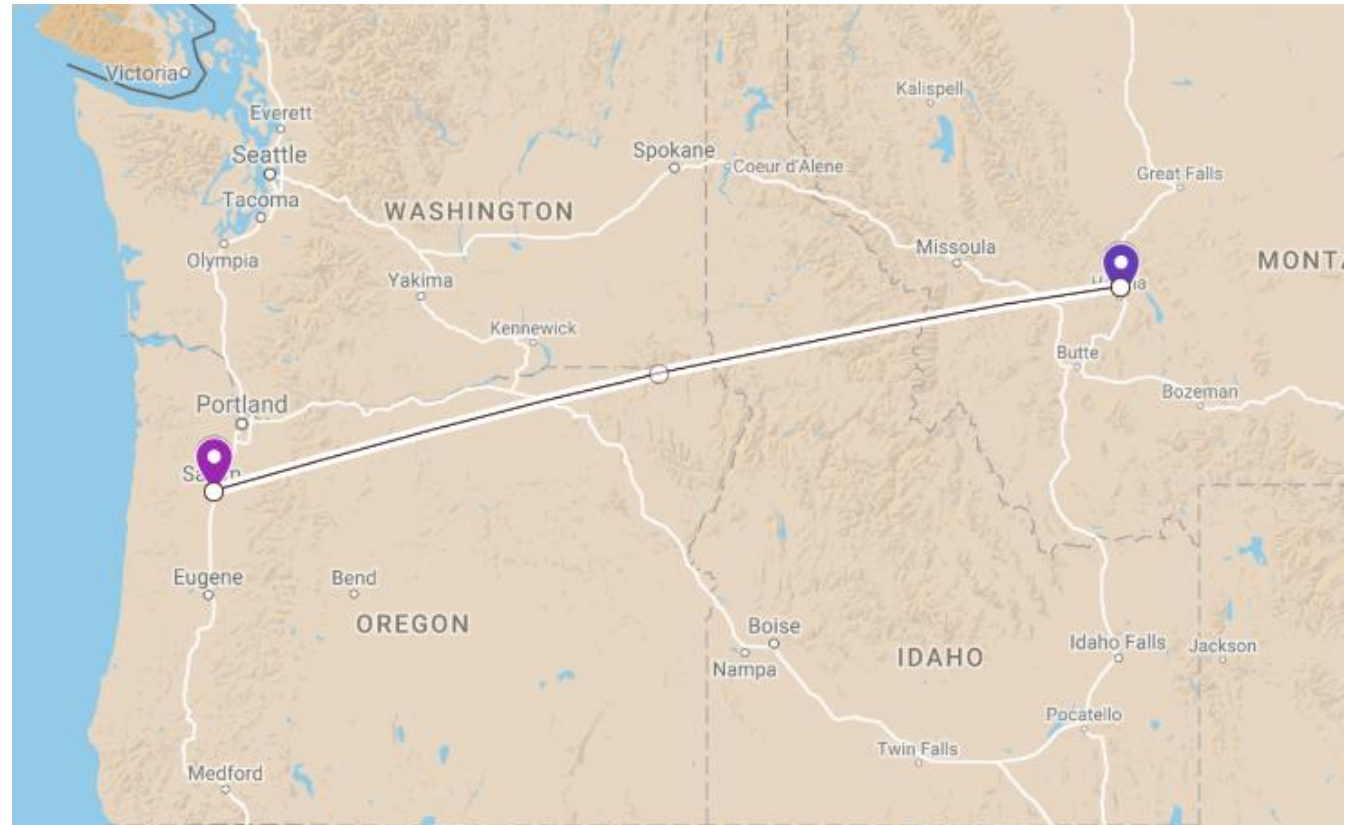 Victoria
Everett
Seattle
Tacoma
Olympia
WASHINGTON
Spokane
Coeur d'Alene
Kalispell
Great Falls
Missoula
MONT
Yakima
Kennewick
Butte
Bozeman
Portland
Eugene
Bend
OREGON
Boise
Nampa
IDAHO
Idaho Falls
Jackson
Pocatello
Twin Falls
Medford